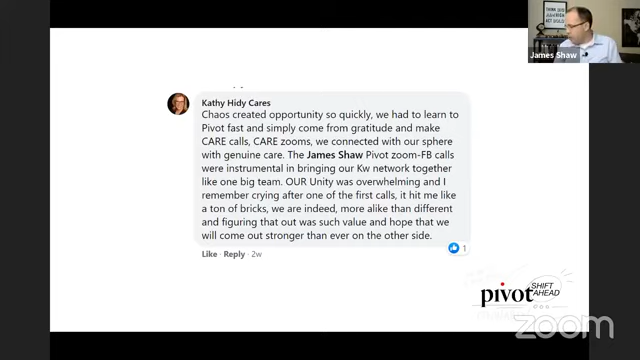 THINK BIG
JAMES SHAW
Kathy Hidy Cares
Chaos created opportunity so quickly, we had to learn to
Pivot fast and simply come from gratitude and make
CARE calls, CARE zooms, we connected with our sphere
with genuine care. The James Shaw Pivot zoom-FB calls
were instrumental in bringing our Kw network together
like one big team. OUR Unity was overwhelming and I
remember crying after one of the first calls, it hit me like
a ton of bricks, we are indeed, more alike than different
and figuring that out was such value and hope that we
will come out stronger than ever on the other side.
1
Like · Reply · 2w
pivot SHIFT
AHEAD
zoom